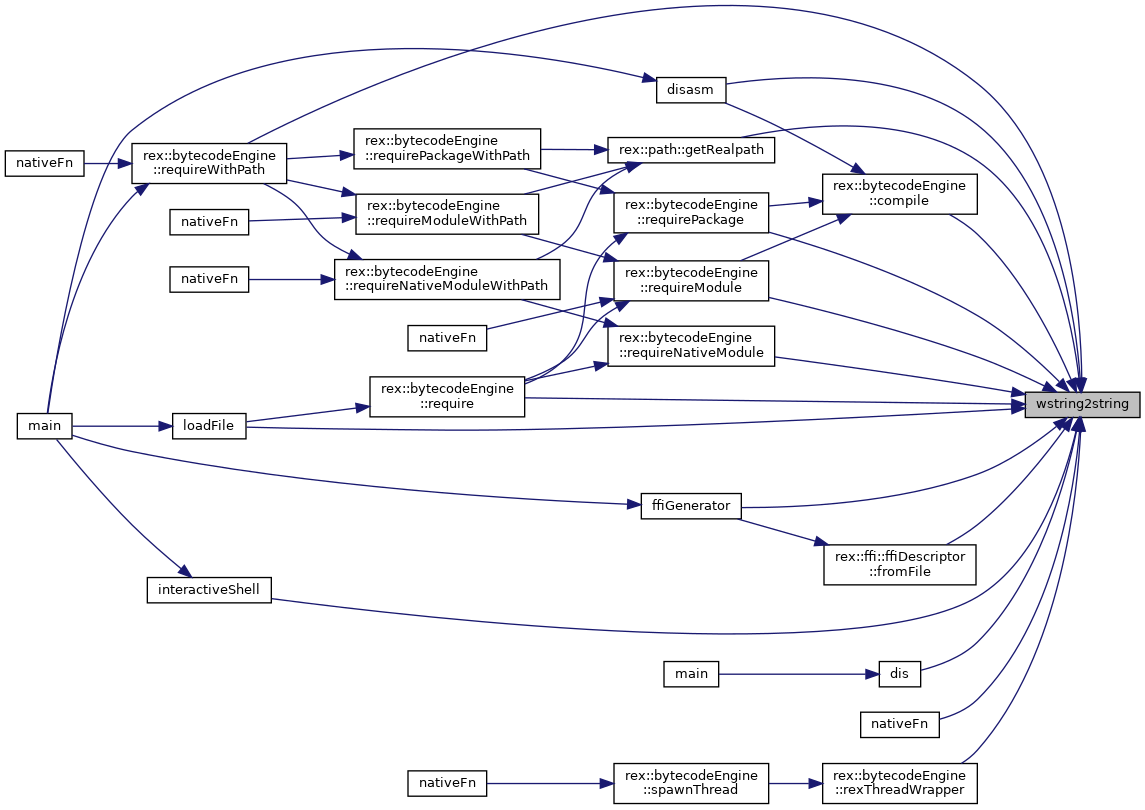 disasm
rex::bytecodeEngine
::requirePackageWithPath
rex::path::getRealpath
rex::bytecodeEngine
::requireWithPath
nativeFn
rex::bytecodeEngine
::compile
rex::bytecodeEngine
::requireModuleWithPath
rex::bytecodeEngine
::requirePackage
nativeFn
rex::bytecodeEngine
::requireNativeModuleWithPath
nativeFn
rex::bytecodeEngine
::requireModule
nativeFn
rex::bytecodeEngine
::requireNativeModule
rex::bytecodeEngine
::require
wstring2string
main
loadFile
ffiGenerator
rex::ffi::ffiDescriptor
::fromFile
interactiveShell
main
dis
nativeFn
nativeFn
rex::bytecodeEngine
::spawnThread
rex::bytecodeEngine
::rexThreadWrapper